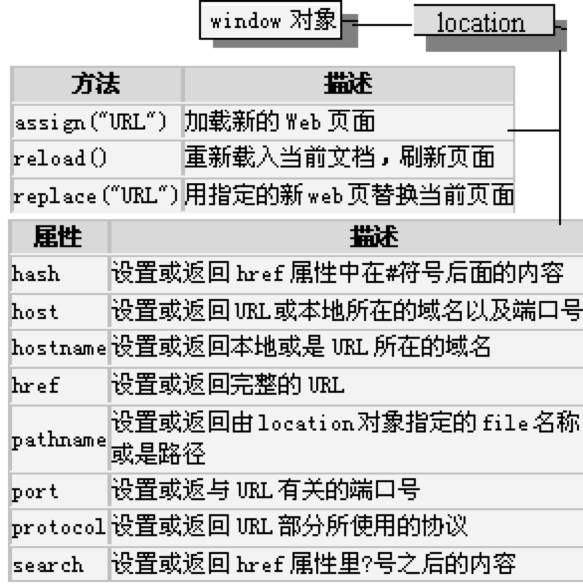 window 对象 location
方法 描述
assign("URL") 加载新的 Web 页面
reload() 重新载入当前文档，刷新页面
replace("URL") 用指定的新 web 页替换当前页面
属性 描述
hash 设置或返回 href 属性中在#符号后面的内容
host 设置或返回 URL 或本地所在的域名以及端口号
hostname 设置或返回本地或是 URL 所在的域名
href 设置或返回完整的 URL
pathname 设置或返回由 location 对象指定的 file 名称
或是路径
port 设置或返与 URL 有关的端口号
protocol 设置或返回 URL 部分所使用的协议
search 设置或返回 href 属性里?号之后的内容